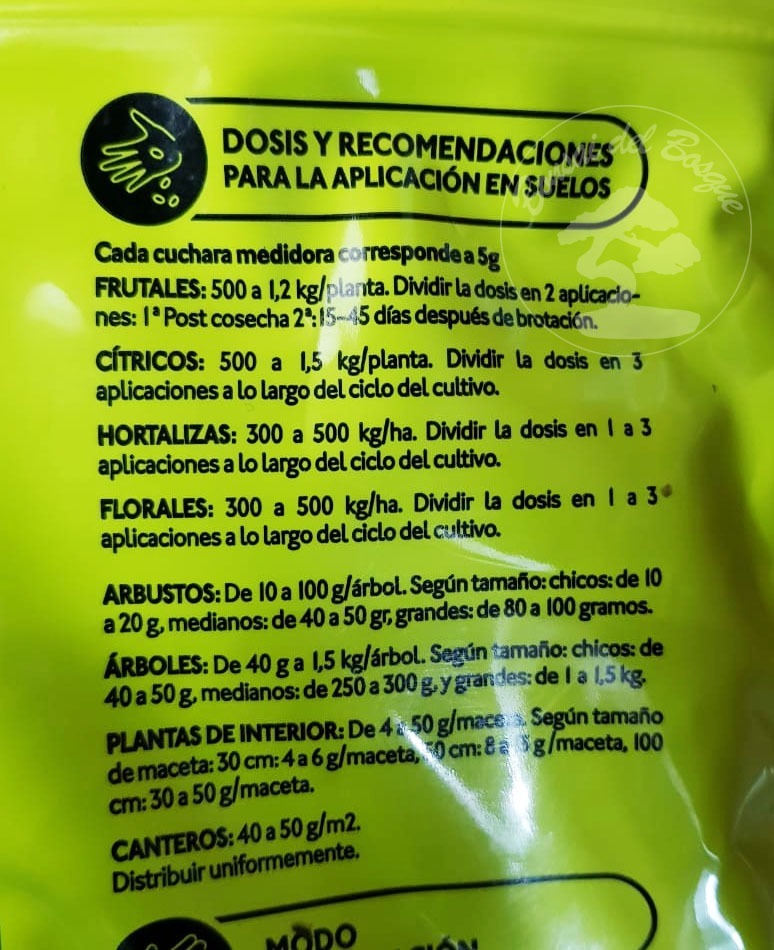 DOSIS Y RECOMENDACIONES
PARA LA APLICACIÓN EN SUELOS
Cada cuchara medidora corresponde a 5g
FRUTALES: 500 a 1,2 kg/planta. Dividir la dosis en 2 aplicacio-
nes: 1ª Post cosecha 2ª: 15-45 días después de brotación.
CÍTRICOS: 500 a 1,5 kg/planta. Dividir la dosis en 3
aplicaciones a lo largo del ciclo del cultivo.
HORTALIZAS: 300 a 500 kg/ha. Dividir la dosis en 1 a 3
aplicaciones a lo largo del ciclo del cultivo.
FLORALES: 300 a 500 kg/ha. Dividir la dosis en 1 a 3
aplicaciones a lo largo del ciclo del cultivo.
ARBUSTOS: De 10 a 100 g/árbol. Según tamaño: chicos: de 10
a 20 g, medianos: de 40 a 50 gr, grandes: de 80 a 100 gramos.
ÁRBOLES: De 40 g a 1,5 kg/árbol. Según tamaño: chicos: de
40 a 50 g, medianos: de 250 a 300 g, y grandes: de 1 a 1,5 kg.
PLANTAS DE INTERIOR: De 4 a 50 g/maceta. Según tamaño
de maceta: 30 cm: 4 a 6 g/maceta, cm: 8 a g/maceta, 100
cm: 30 a 50 g/maceta.
CANTEROS: 40 a 50 g/m2.
Distribuir uniformemente.
MODO
del Bosque